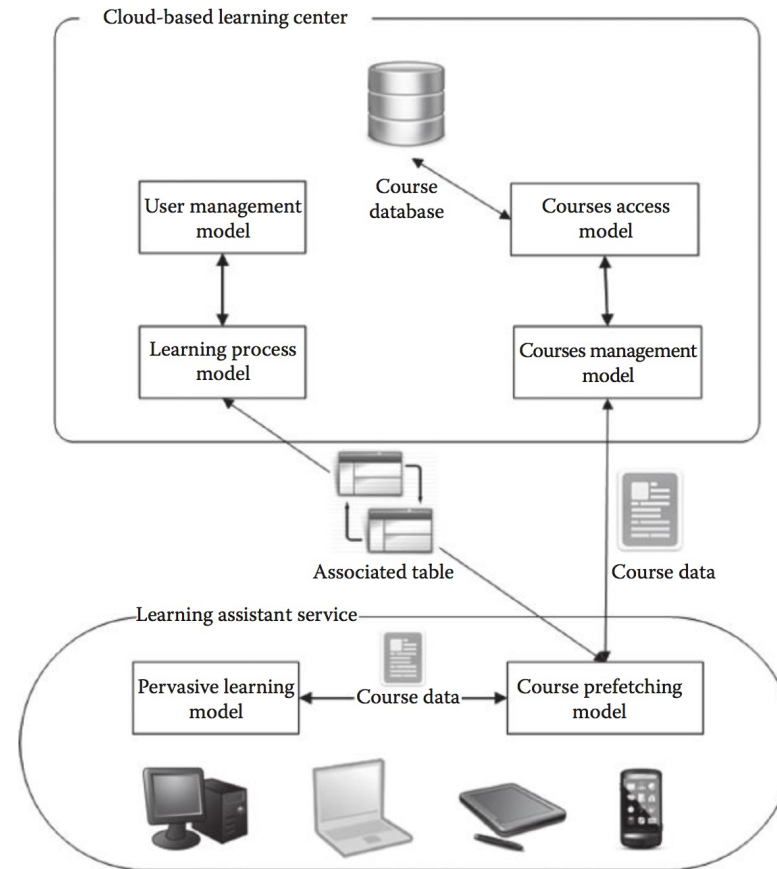 Cloud-based learning center
Course
database
User management
model
Courses access
model
Learning process
model
Courses management
model
Associated table
Course data
Learning assistant service
Pervasive learning
model
Course data
Course prefetching
model